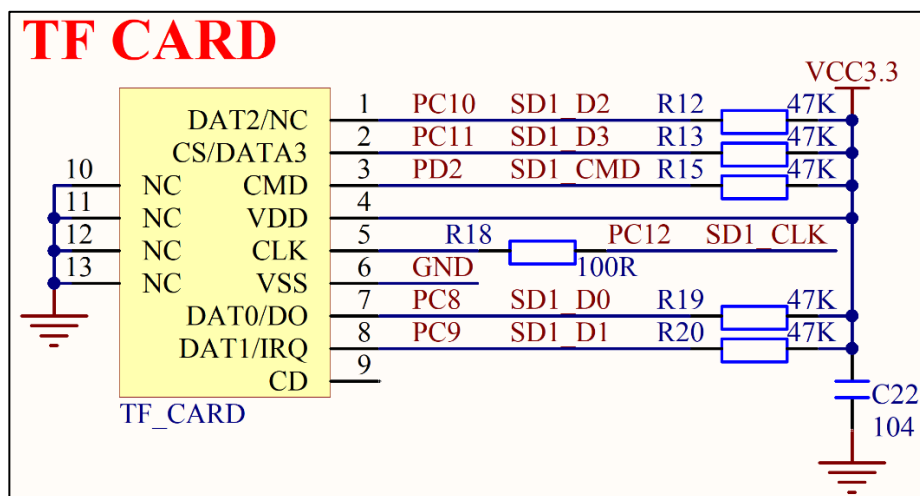 TF CARD
VCC3.3
DAT2/NC 1 PC10 SD1_D2 R12 47K
CS/DATA3 2 PC11 SD1_D3 R13 47K
10 NC CMD 3 PD2 SD1_CMD R15 47K
11 NC VDD 4
12 NC CLK 5 R18 100R PC12 SD1_CLK
13 NC VSS 6 GND
DAT0/DO 7 PC8 SD1_D0 R19 47K
DAT1/IRQ 8 PC9 SD1_D1 R20 47K
CD 9
TF_CARD
C22
104